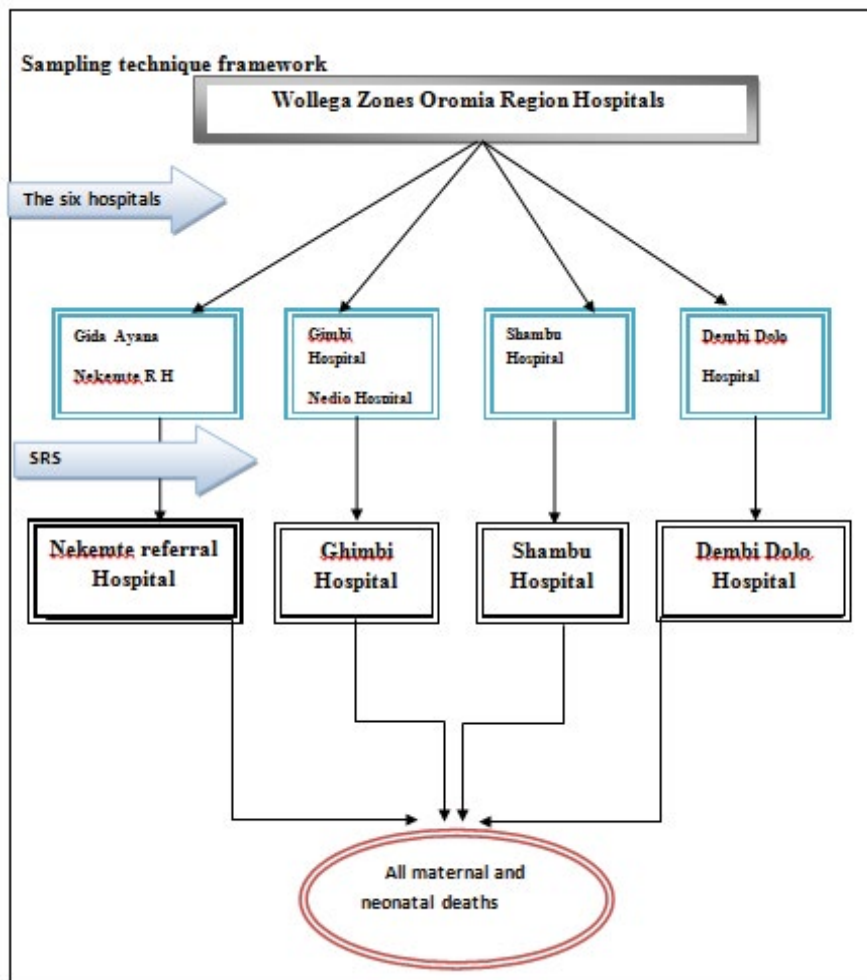 Sampling technique framework
Wollega Zones Oromia Region Hospitals
The six hospitals
Gida Ayana
Nekemte R H
Gimbi
Hospital
Nedio Hospital
Shambu
Hospital
Dembi Dolo
Hospital
SRS
Nekemte referral
Hospital
Ghimbi
Hospital
Shambu
Hospital
Dembi Dolo
Hospital
All maternal and
neonatal deaths